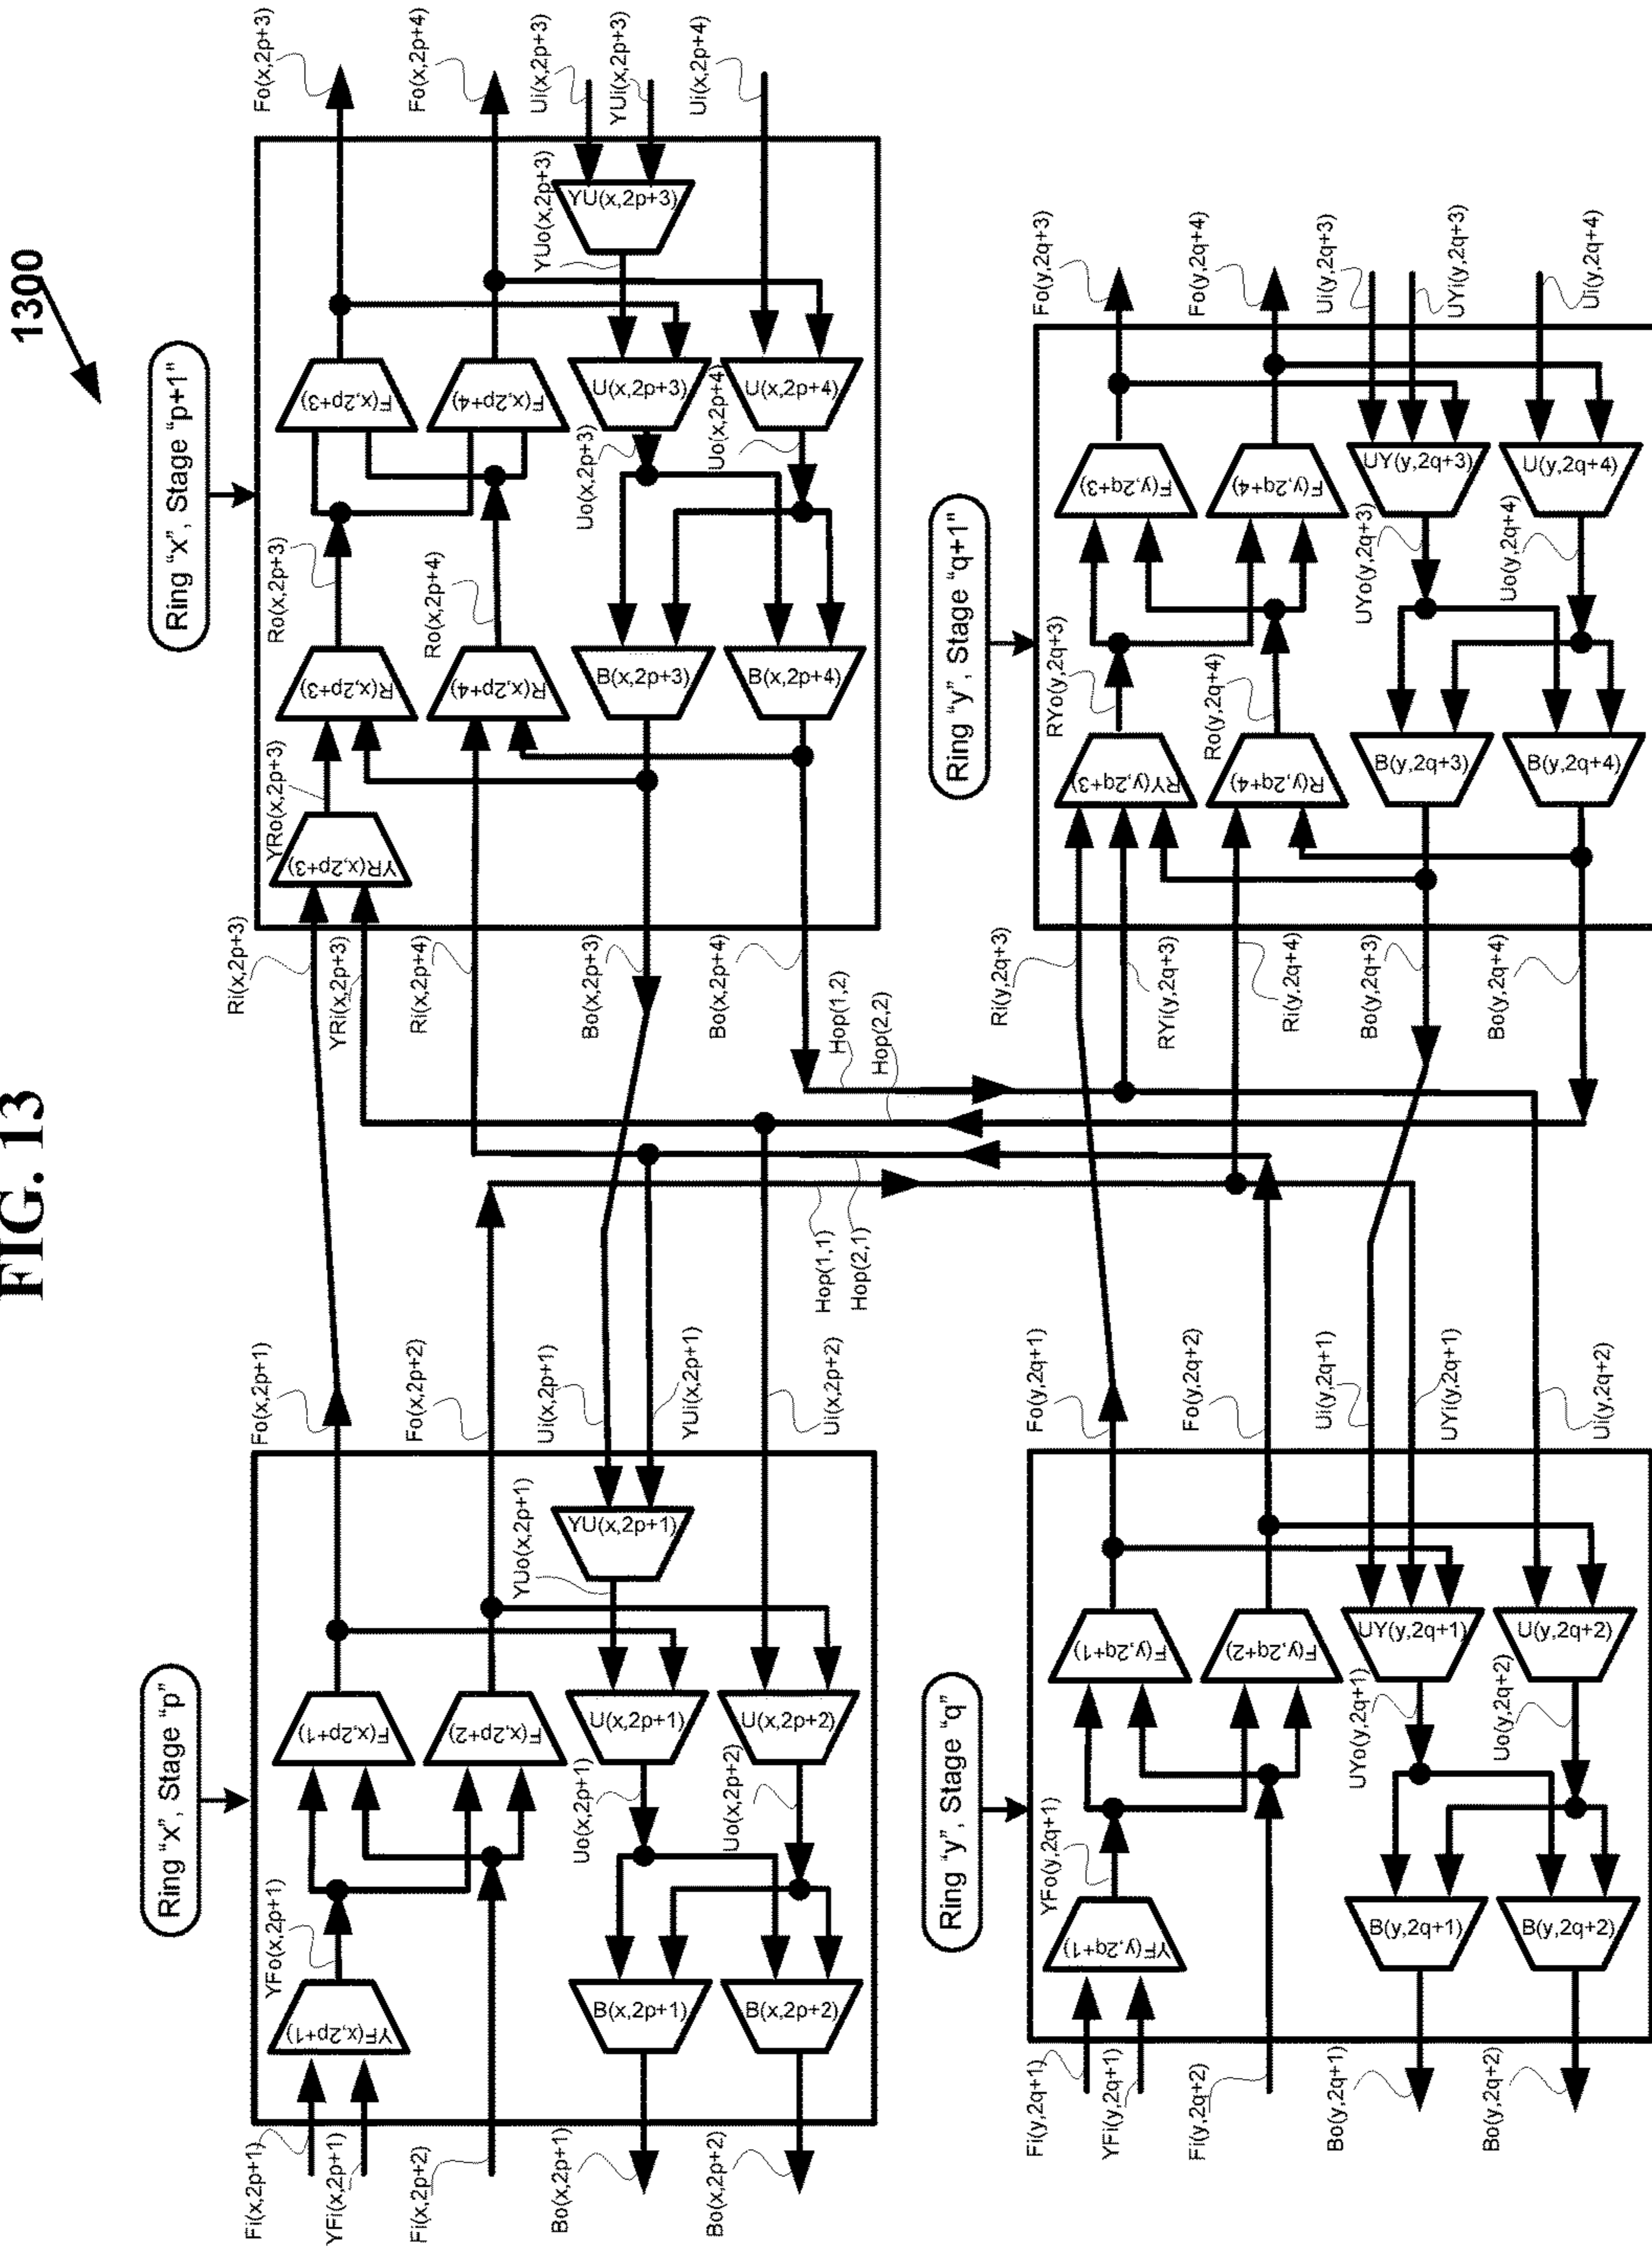 FIG. 13
1300
Ring "x", Stage "p"
Fi(x,2p+1)
YFi(x,2p+1)
Fi(x,2p+2)
Bo(x,2p+1)
Bo(x,2p+2)
YF(x,2p+1)
YFo(x,2p+1)
F(x,2p+1)
F(x,2p+2)
U(x,2p+1)
U(x,2p+2)
Uo(x,2p+1)
Uo(x,2p+2)
B(x,2p+1)
B(x,2p+2)
YU(x,2p+1)
YUo(x,2p+1)
Fo(x,2p+1)
Fo(x,2p+2)
Ui(x,2p+1)
YUi(x,2p+1)
Ui(x,2p+2)
Hop(1,1)
Hop(2,1)
Hop(1,2)
Hop(2,2)
Ring "x", Stage "p+1"
Ri(x,2p+3)
YRi(x,2p+3)
Ri(x,2p+4)
Bo(x,2p+3)
Bo(x,2p+4)
YR(x,2p+3)
YRo(x,2p+3)
R(x,2p+3)
R(x,2p+4)
Ro(x,2p+3)
Ro(x,2p+4)
F(x,2p+3)
F(x,2p+4)
B(x,2p+3)
B(x,2p+4)
Uo(x,2p+3)
Uo(x,2p+4)
U(x,2p+3)
U(x,2p+4)
YUo(x,2p+3)
YU(x,2p+3)
Fo(x,2p+3)
Fo(x,2p+4)
Ui(x,2p+3)
YUi(x,2p+3)
Ui(x,2p+4)
Ring "y", Stage "q"
Fi(y,2q+1)
YFi(y,2q+1)
Fi(y,2q+2)
Bo(y,2q+1)
Bo(y,2q+2)
YF(y,2q+1)
YFo(y,2q+1)
F(y,2q+1)
F(y,2q+2)
B(y,2q+1)
B(y,2q+2)
UYo(y,2q+1)
Uo(y,2q+2)
UY(y,2q+1)
U(y,2q+2)
Fo(y,2q+1)
Fo(y,2q+2)
Ui(y,2q+1)
UYi(y,2q+1)
Ui(y,2q+2)
Ring "y", Stage "q+1"
Ri(y,2q+3)
RYi(y,2q+3)
Ri(y,2q+4)
Bo(y,2q+3)
Bo(y,2q+4)
RY(y,2q+3)
R(y,2q+4)
RYo(y,2q+3)
Ro(y,2q+4)
F(y,2q+3)
F(y,2q+4)
B(y,2q+3)
B(y,2q+4)
UYo(y,2q+3)
Uo(y,2q+4)
UY(y,2q+3)
U(y,2q+4)
Fo(y,2q+3)
Fo(y,2q+4)
Ui(y,2q+3)
UYi(y,2q+3)
Ui(y,2q+4)